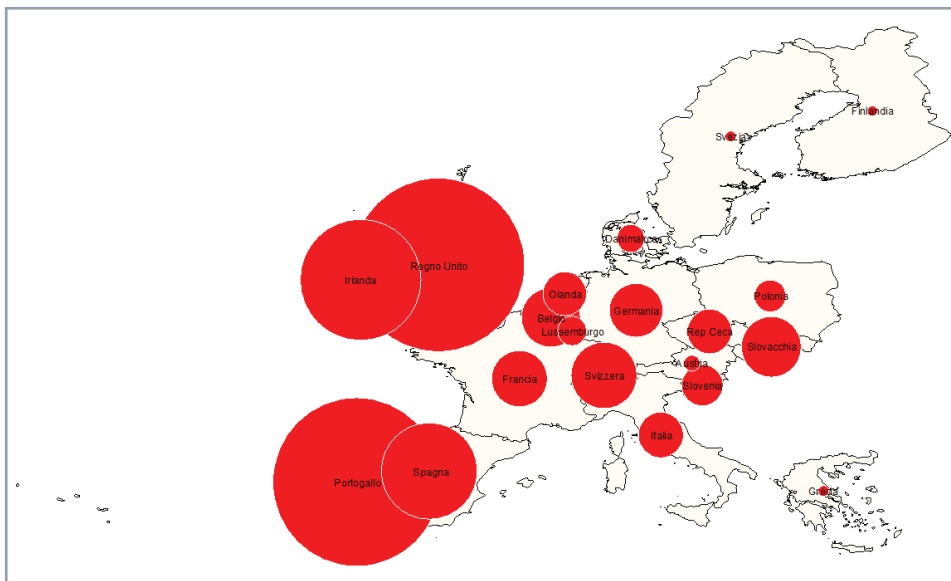 Finlandia
Svezia
Danimarca
Regno Unito
Irlanda
Olanda
Polonia
Germania
Belgio
Lussemburgo
Rep Ceca
Slovacchia
Austria
Svizzera
Francia
Slovenia
Italia
Spagna
Portogallo
Grecia